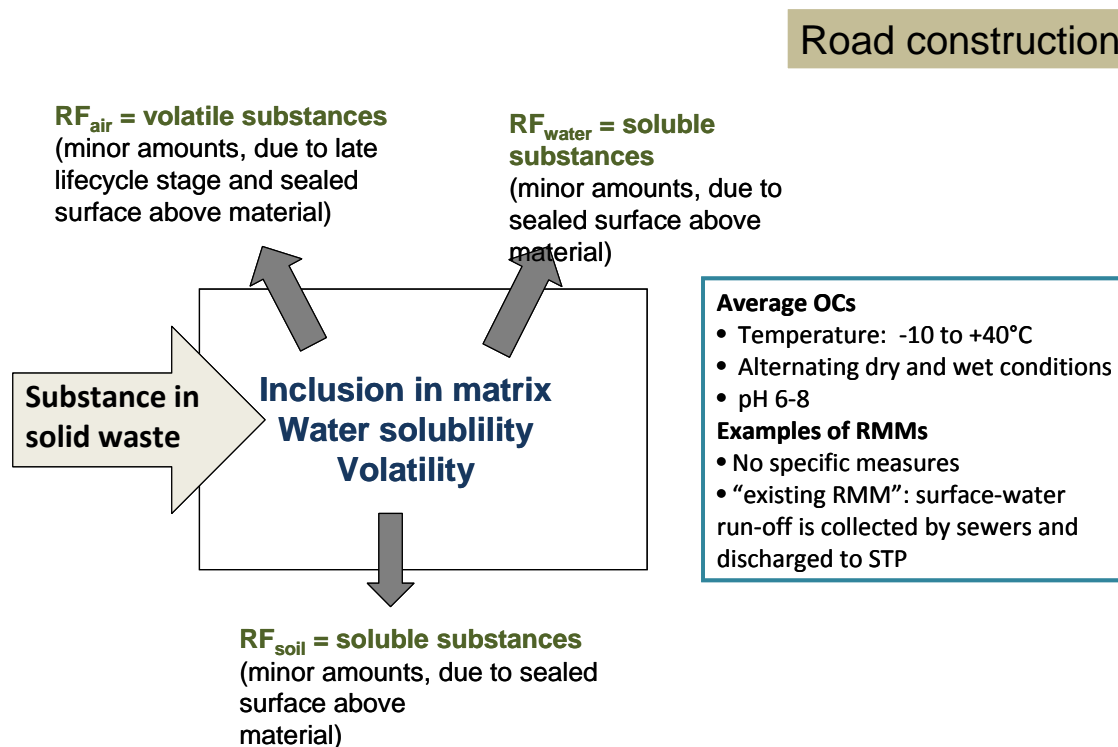 Road construction
RFair = volatile substances
(minor amounts, due to late
lifecycle stage and sealed
surface above material)
RFwater = soluble
substances
(minor amounts, due to
sealed surface above
material)
Substance in
solid waste
Inclusion in matrix
Water solublility
Volatility
Average OCs
• Temperature: -10 to +40°C
• Alternating dry and wet conditions
• pH 6-8
Examples of RMMs
• No specific measures
• “existing RMM”: surface-water
run-off is collected by sewers and
discharged to STP
RFsoil = soluble substances
(minor amounts, due to sealed
surface above
material)